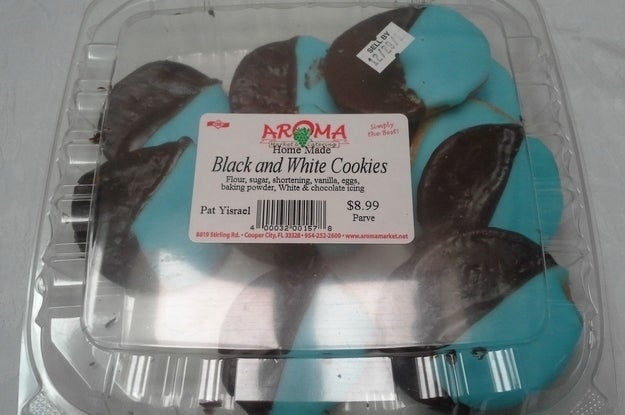 SELL BY
AROMA
Simply
the Best!
Market & Catering
Home Made
Black and White Cookies
Flour, sugar, shortening, vanilla, eggs,
baking powder, White & chocolate icing
Pat Yisrael
$8.99
Parve
4 00032 00157 8
8819 Stirling Rd. • Cooper City, FL 33328 • 954-252-2600 • www.aromamarket.net